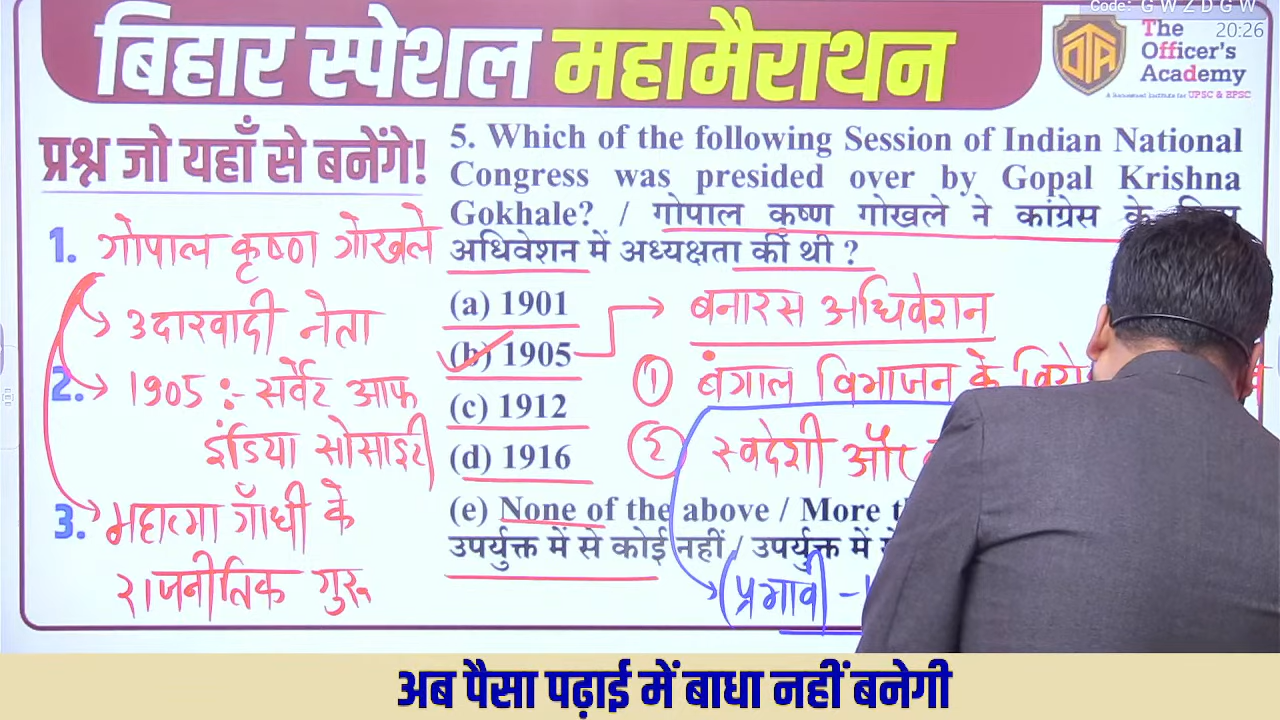 Code: G W Z D G W
20:26
बिहार स्पेशल महामैराथन
The
Officer's
Academy
UPSC & BPSC
प्रश्न जो यहाँ से बनेंगे!
1. गोपाल कृष्ण गोखले
उदारवादी नेता
2. 1905 :- सर्वेंट आफ
इंडिया सोसाइटी
3. महात्मा गाँधी के
राजनीतिक गुरु
5. Which of the following Session of Indian National
Congress was presided over by Gopal Krishna
Gokhale? / गोपाल कृष्ण गोखले ने कांग्रेस के
अधिवेशन में अध्यक्षता की थी ?
(a) 1901
(b) 1905
(c) 1912
(d) 1916
(e) None of the above / More
उपर्युक्त में से कोई नहीं / उपर्युक्त में
बनारस अधिवेशन
1 बंगाल विभाजन के
2 स्वदेशी और
(प्रभावी) -
अब पैसा पढ़ाई में बाधा नहीं बनेगी